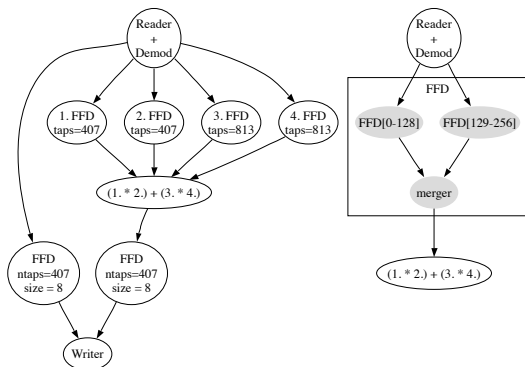 Reader
+
Demod
1. FFD
taps=407
2. FFD
taps=407
3. FFD
taps=813
4. FFD
taps=813
(1. * 2.) + (3. * 4.)
FFD
ntaps=407
size = 8
FFD
ntaps=407
size = 8
Writer
Reader
+
Demod
FFD
FFD[0-128]
FFD[129-256]
merger
(1. * 2.) + (3. * 4.)